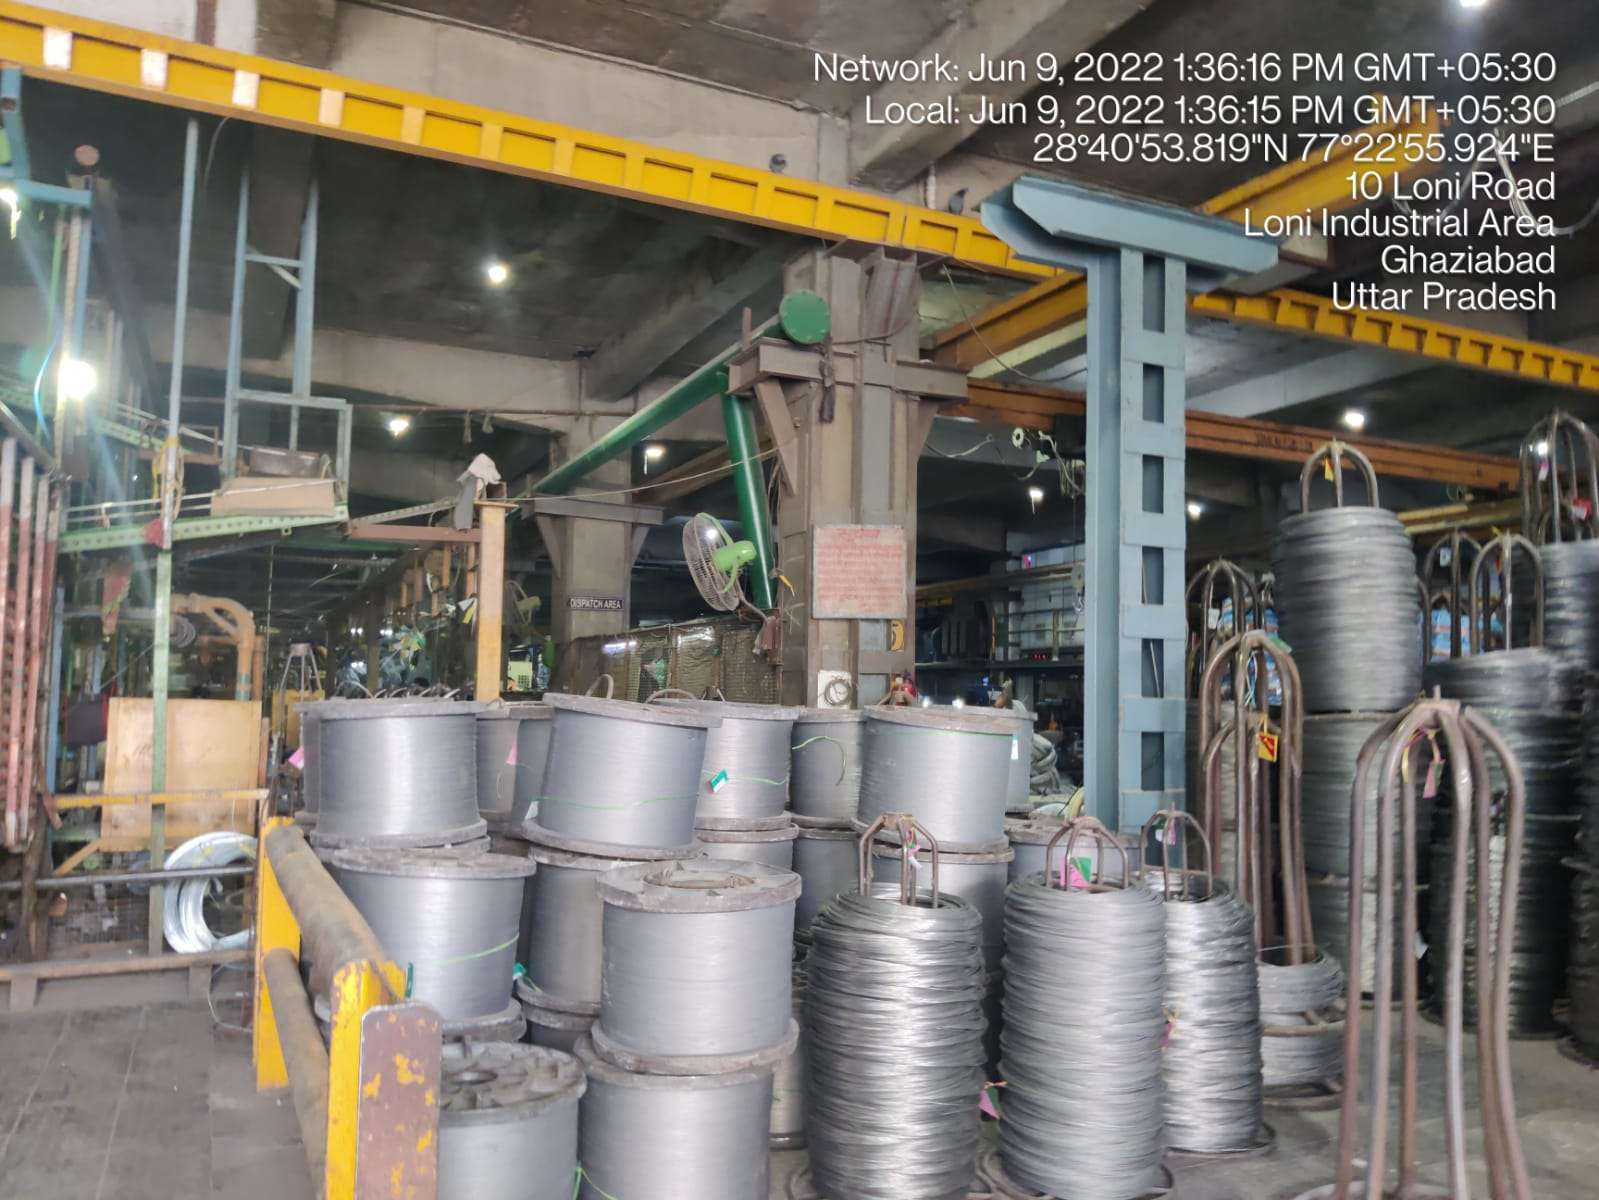 Network: Jun 9, 2022 1:36:16 PM GMT+05:30
Local: Jun 9, 2022 1:36:15 PM GMT+05:30
28°40'53.819"N 77°22'55.924"E
10 Loni Road
Loni Industrial Area
Ghaziabad
Uttar Pradesh
DISPATCH AREA